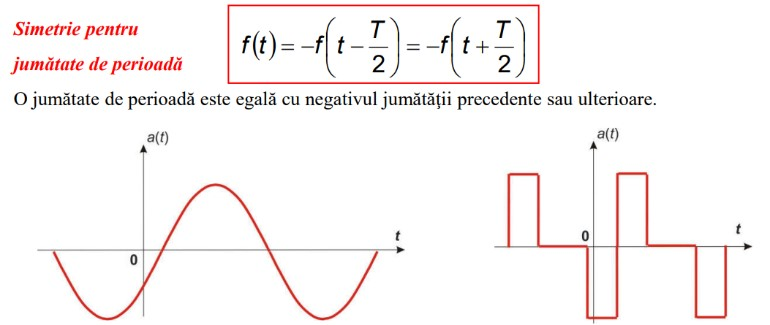 Simetrie pentru
jumătate de perioadă
f(t) = −f(t − T/2) = −f(t + T/2)
O jumătate de perioadă este egală cu negativul jumătăţii precedente sau ulterioare.
a(t)
t
0
a(t)
t
0